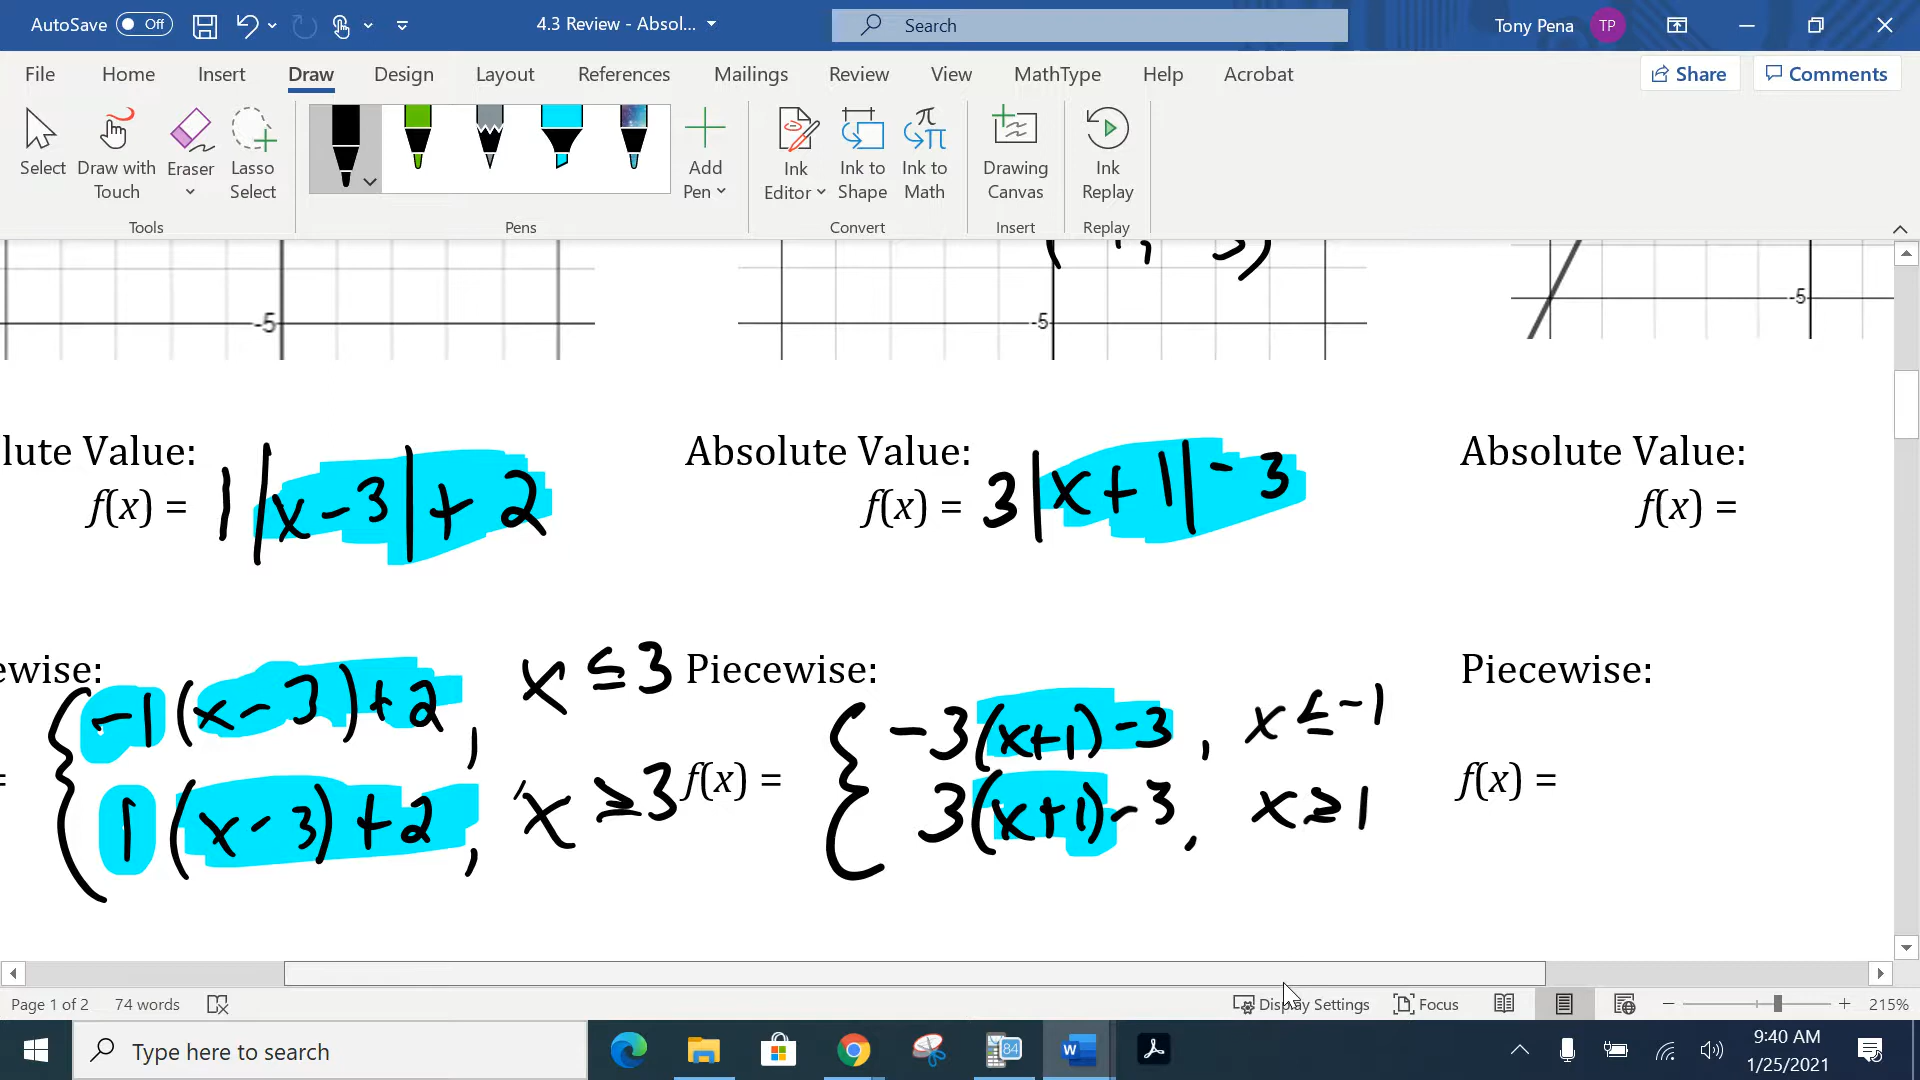 AutoSave Off 4.3 Review - Absol... Search Tony Pena TP
File Home Insert Draw Design Layout References Mailings Review View MathType Help Acrobat Share Comments
Select
Draw with Touch
Eraser
Lasso Select
Add Pen
Ink Editor
Ink to Shape
Ink to Math
Drawing Canvas
Ink Replay
Tools Pens Convert Insert Replay
-5 -5 -5
lute Value: Absolute Value: Absolute Value:
f(x) = 1|x-3|+2 f(x) = 3|x+1|-3 f(x) =
ewise: Piecewise: Piecewise:
-1(x-3)+2, x≤3 -3(x+1)-3, x≤-1
= { f(x) = { f(x) =
1(x-3)+2, x≥3 3(x+1)-3, x≥1
Page 1 of 2 74 words Display Settings Focus 215%
Type here to search 84 W 9:40 AM
1/25/2021